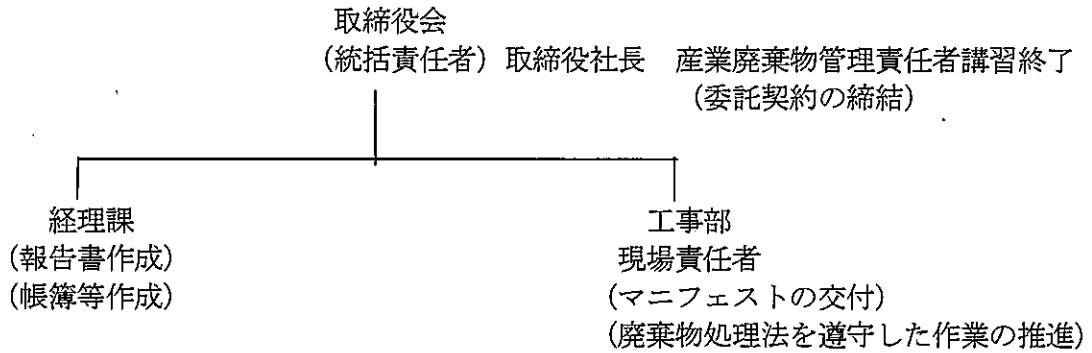 取締役会
(統括責任者) 取締役社長 産業廃棄物管理責任者講習終了
(委託契約の締結)
経理課
(報告書作成)
(帳簿等作成)
工事部
現場責任者
(マニフェストの交付)
(廃棄物処理法を遵守した作業の推進)